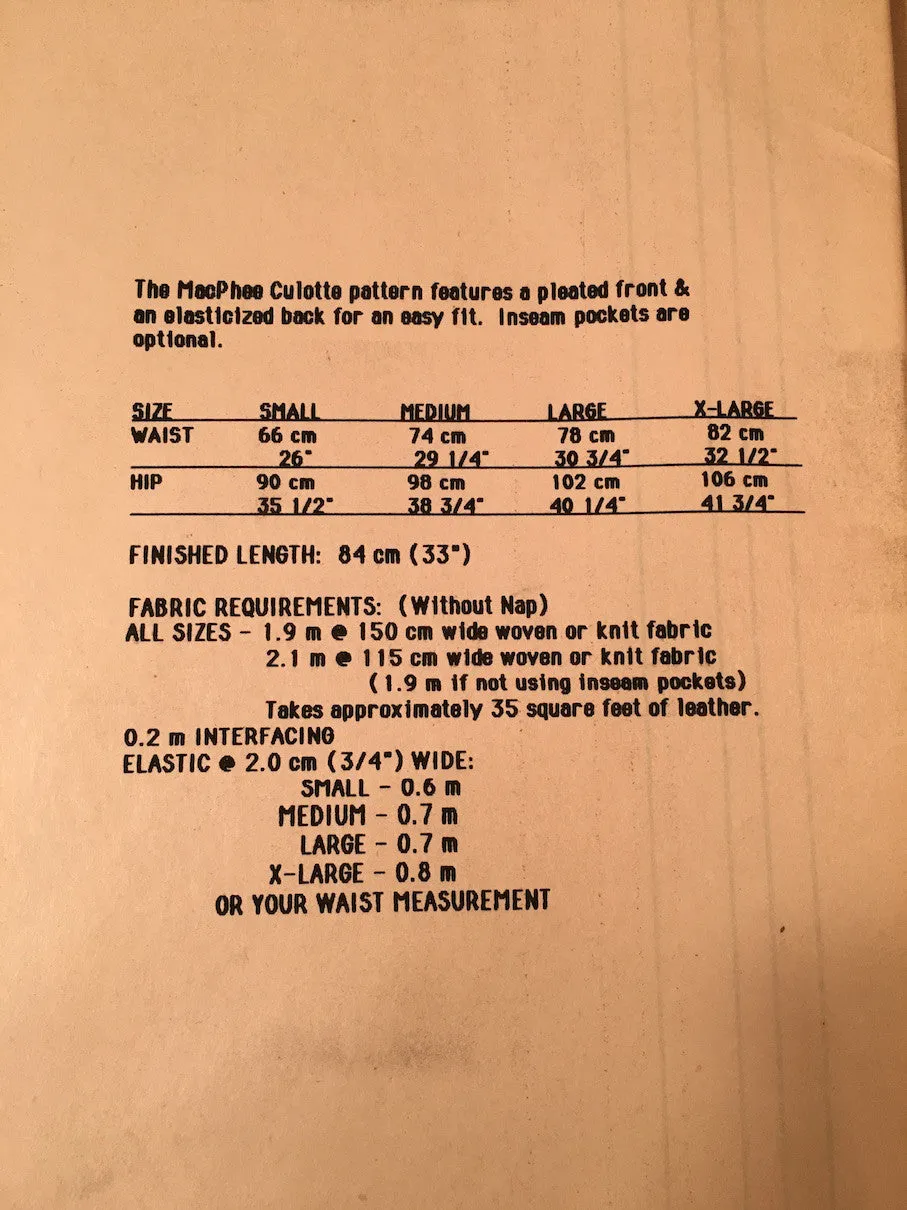 The MacPhee Culotte pattern features a pleated front &
an elasticized back for an easy fit. Inseam pockets are
optional.
SIZE SMALL MEDIUM LARGE X-LARGE
WAIST 66 cm 74 cm 78 cm 82 cm
26" 29 1/4" 30 3/4" 32 1/2"
HIP 90 cm 98 cm 102 cm 106 cm
35 1/2" 38 3/4" 40 1/4" 41 3/4"
FINISHED LENGTH: 84 cm (33")
FABRIC REQUIREMENTS: (Without Nap)
ALL SIZES - 1.9 m @ 150 cm wide woven or knit fabric
2.1 m @ 115 cm wide woven or knit fabric
(1.9 m if not using inseam pockets)
Takes approximately 35 square feet of leather.
0.2 m INTERFACING
ELASTIC @ 2.0 cm (3/4") WIDE:
SMALL - 0.6 m
MEDIUM - 0.7 m
LARGE - 0.7 m
X-LARGE - 0.8 m
OR YOUR WAIST MEASUREMENT